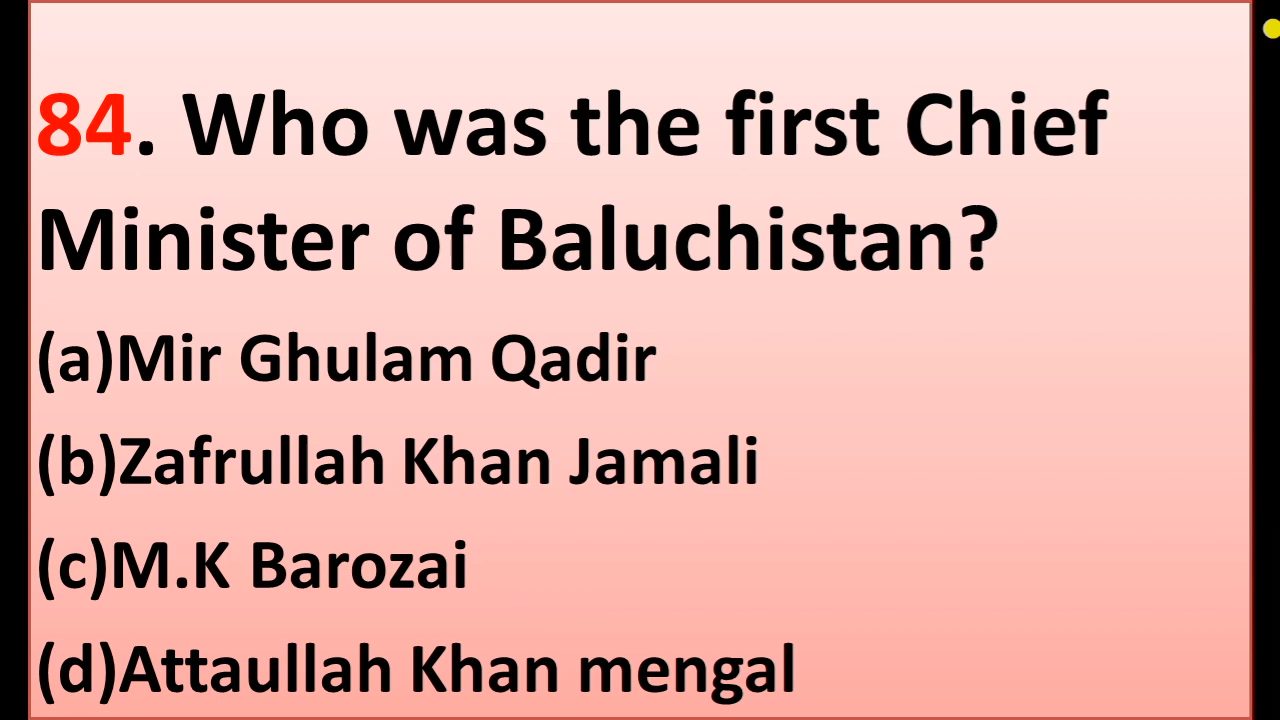 84. Who was the first Chief
Minister of Baluchistan?
(a)Mir Ghulam Qadir
(b)Zafrullah Khan Jamali
(c)M.K Barozai
(d)Attaullah Khan mengal